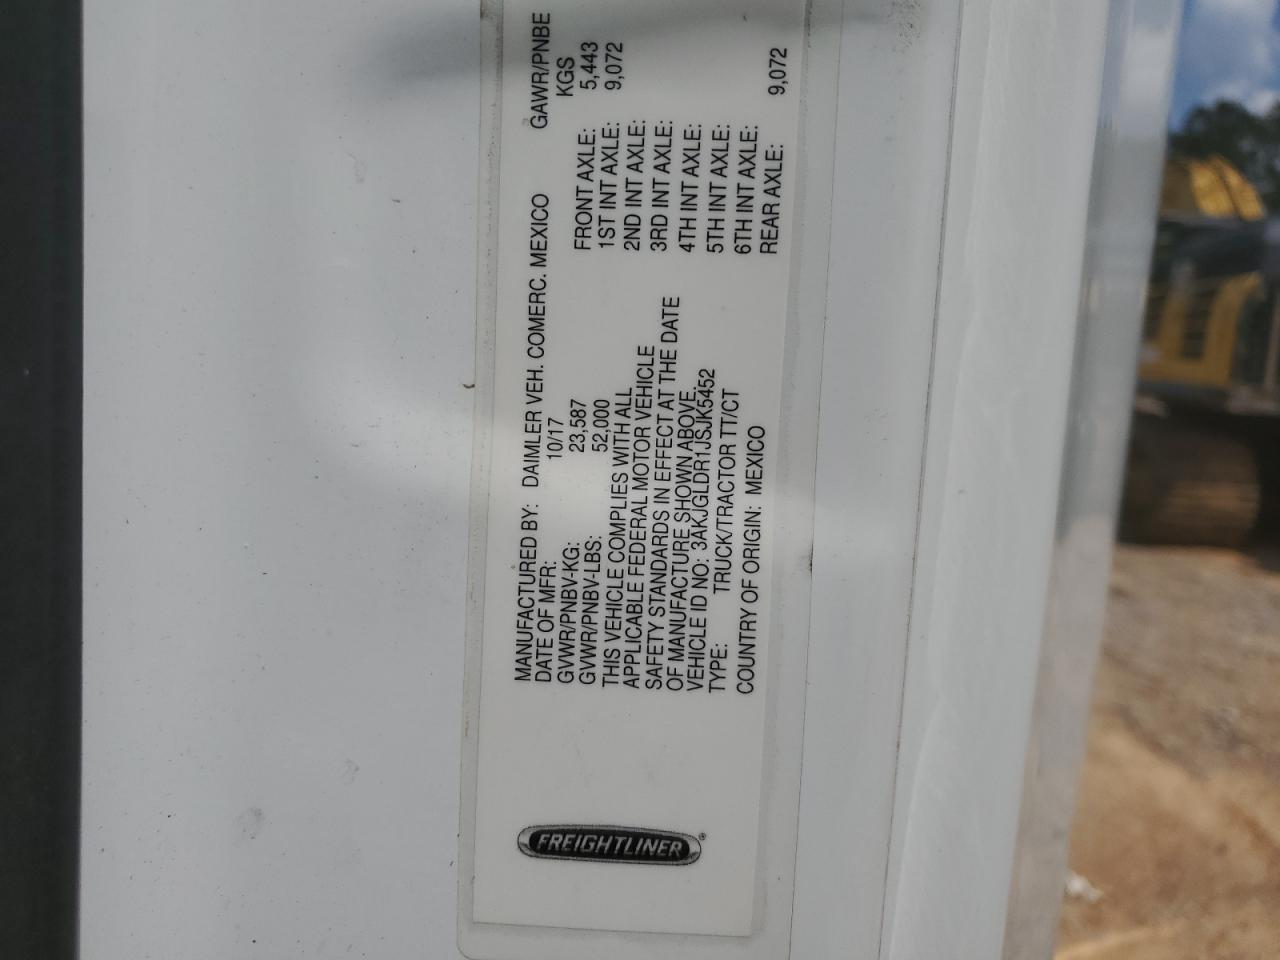 FREIGHTLINER®
MANUFACTURED BY: DAIMLER VEH. COMERC. MEXICO
DATE OF MFR: 10/17
GVWR/PNBV-KG: 23,587
GVWR/PNBV-LBS: 52,000
THIS VEHICLE COMPLIES WITH ALL
APPLICABLE FEDERAL MOTOR VEHICLE
SAFETY STANDARDS IN EFFECT AT THE DATE
OF MANUFACTURE SHOWN ABOVE.
VEHICLE ID NO: 3AKJGLDR1JSJK5452
TYPE: TRUCK/TRACTOR TT/CT
COUNTRY OF ORIGIN: MEXICO
GAWR/PNBE
KGS
FRONT AXLE: 5,443
1ST INT AXLE: 9,072
2ND INT AXLE:
3RD INT AXLE:
4TH INT AXLE:
5TH INT AXLE:
6TH INT AXLE:
REAR AXLE: 9,072